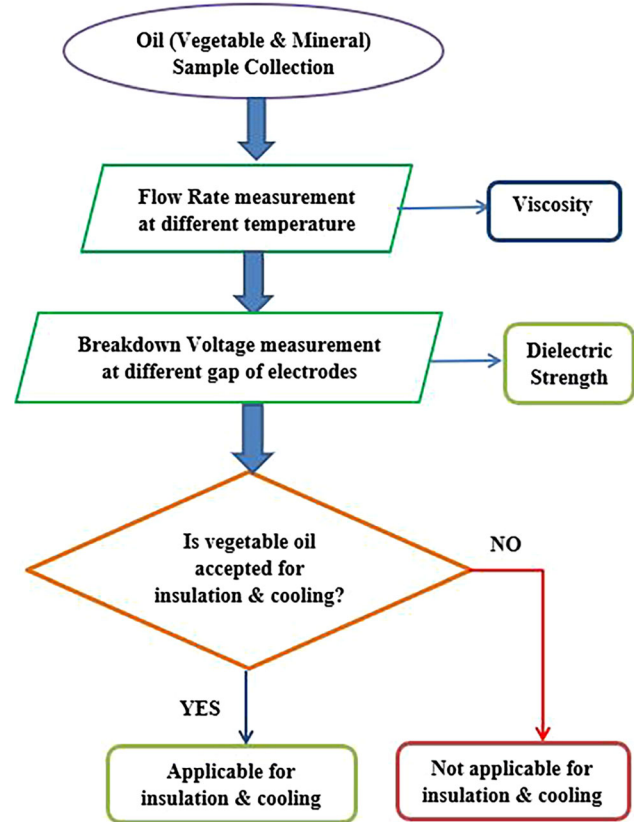 Oil (Vegetable & Mineral)
Sample Collection
Flow Rate measurement
at different temperature
Viscosity
Breakdown Voltage measurement
at different gap of electrodes
Dielectric
Strength
Is vegetable oil
accepted for
insulation & cooling?
NO
YES
Applicable for
insulation & cooling
Not applicable for
insulation & cooling